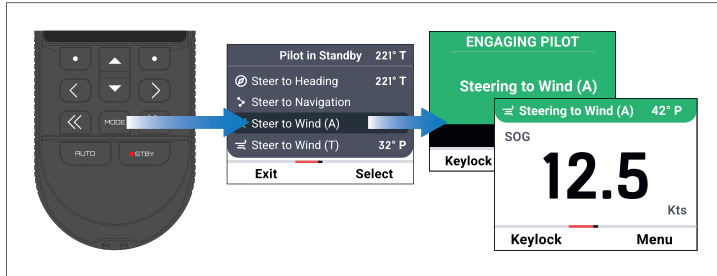 MODE
AUTO
STBY
Pilot in Standby 221° T
Steer to Heading 221° T
Steer to Navigation
Steer to Wind (A)
Steer to Wind (T) 32° P
Exit Select
ENGAGING PILOT
Steering to Wind (A)
Keylock
Steering to Wind (A) 42° P
SOG
12.5
Kts
Keylock Menu